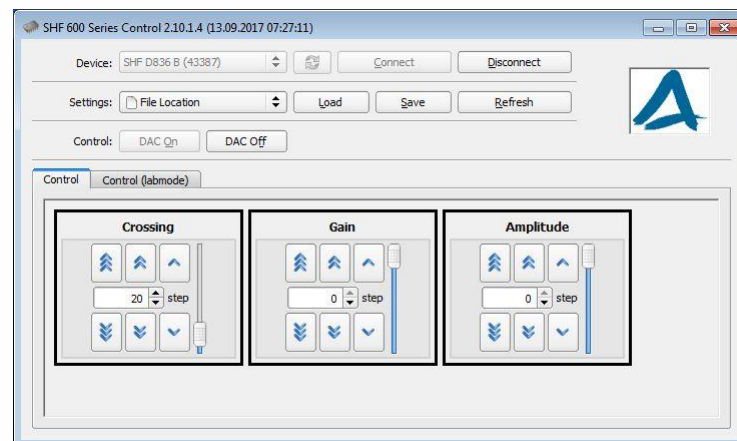 SHF 600 Series Control 2.10.1.4 (13.09.2017 07:27:11)
Device: SHF D836 B (43387) Connect Disconnect
Settings: File Location Load Save Refresh
Control: DAC On DAC Off
Control Control (labmode)
Crossing Gain Amplitude
20 step 0 step 0 step